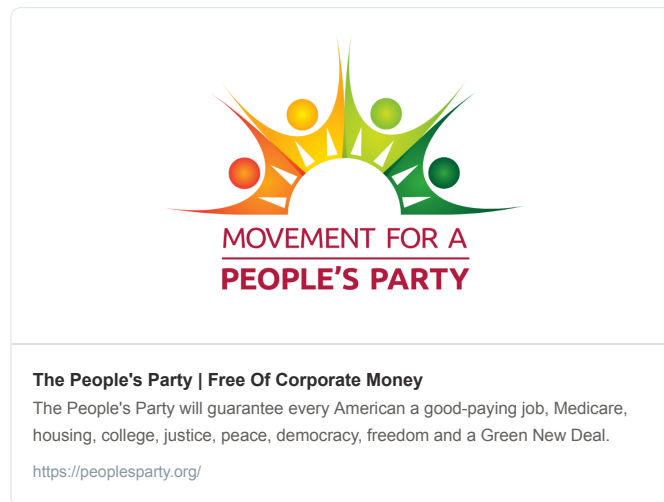 MOVEMENT FOR A
PEOPLE'S PARTY
The People's Party | Free Of Corporate Money
The People's Party will guarantee every American a good-paying job, Medicare,
housing, college, justice, peace, democracy, freedom and a Green New Deal.
https://peoplesparty.org/